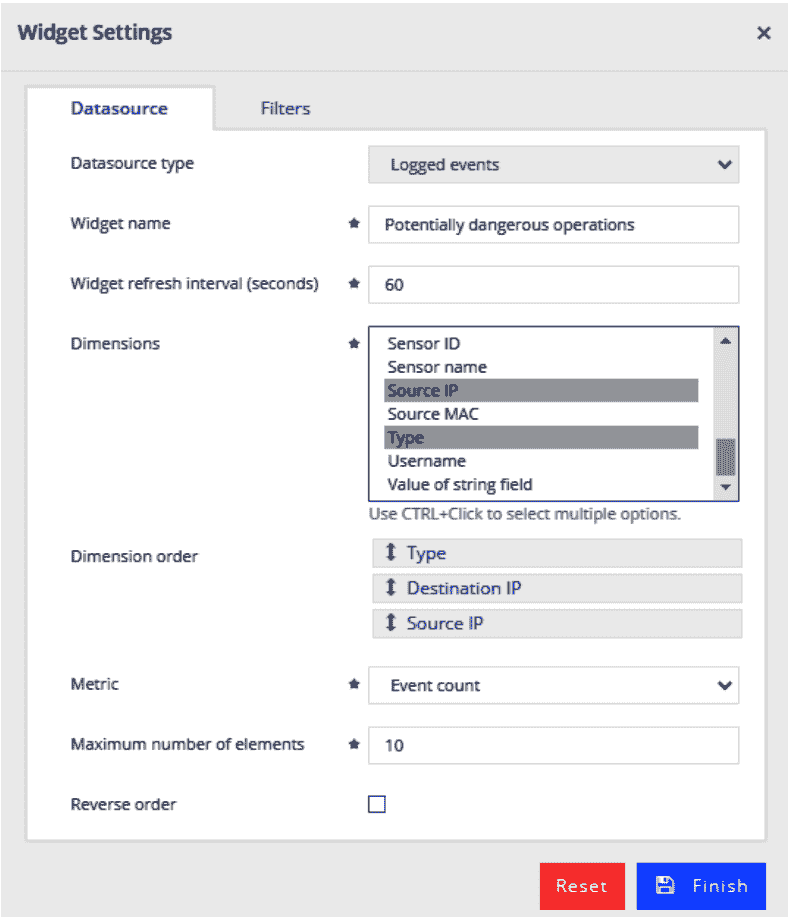 Widget Settings
Datasource
Filters
Datasource type
Logged events
Widget name
Potentially dangerous operations
Widget refresh interval (seconds)
60
Dimensions
Sensor ID
Sensor name
Source IP
Source MAC
Type
Username
Value of string field
Use CTRL+Click to select multiple options.
Dimension order
Type
Destination IP
Source IP
Metric
Event count
Maximum number of elements
10
Reverse order
Reset
Finish